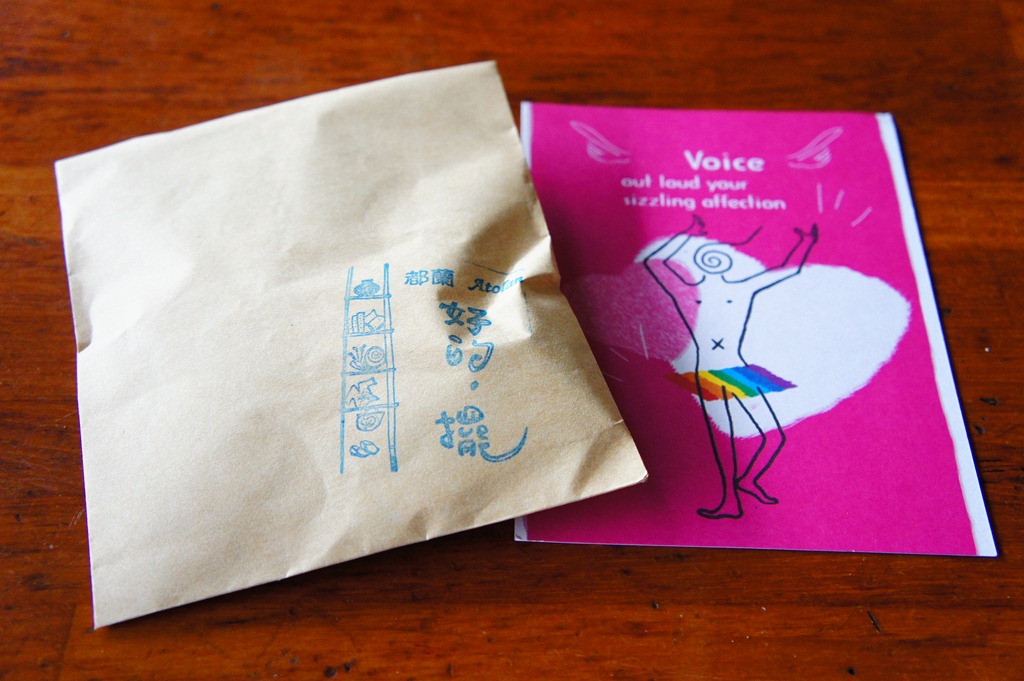 都蘭 Atolan
好的.擺
Voice
out loud your
sizzling affection